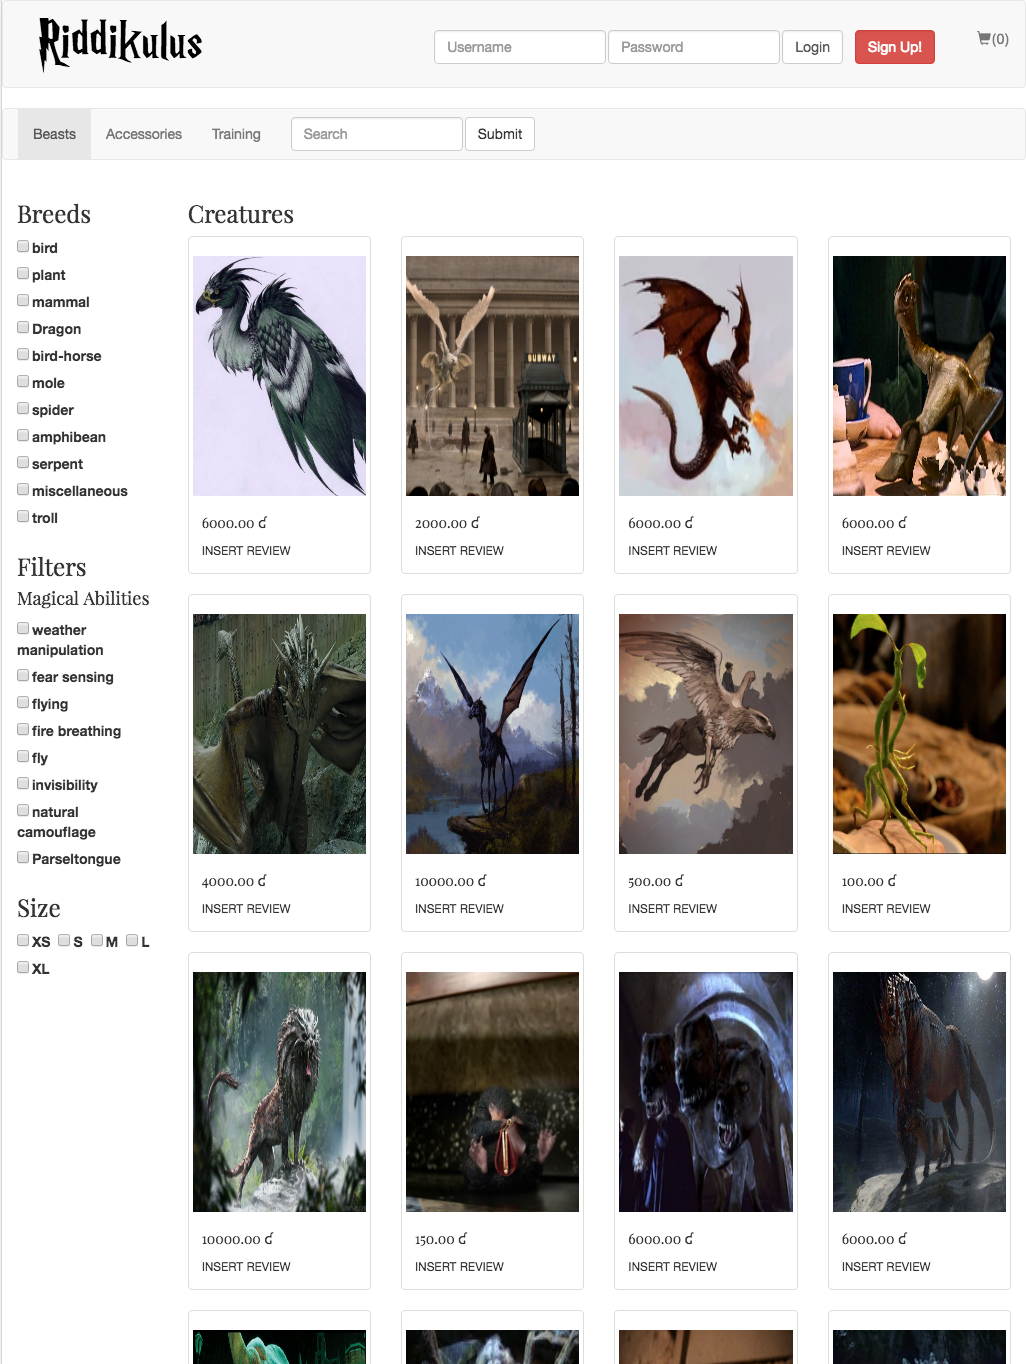 Riddikulus
Username Password Login Sign Up! (0)
Beasts Accessories Training Search Submit
Breeds
bird
plant
mammal
Dragon
bird-horse
mole
spider
amphibean
serpent
miscellaneous
troll
Filters
Magical Abilities
weather
manipulation
fear sensing
flying
fire breathing
fly
invisibility
natural
camouflage
Parseltongue
Size
XS S M L
XL
Creatures
SUBWAY
6000.00 ₫ 2000.00 ₫ 6000.00 ₫ 6000.00 ₫
INSERT REVIEW INSERT REVIEW INSERT REVIEW INSERT REVIEW
4000.00 ₫ 10000.00 ₫ 500.00 ₫ 100.00 ₫
INSERT REVIEW INSERT REVIEW INSERT REVIEW INSERT REVIEW
10000.00 ₫ 150.00 ₫ 6000.00 ₫ 6000.00 ₫
INSERT REVIEW INSERT REVIEW INSERT REVIEW INSERT REVIEW